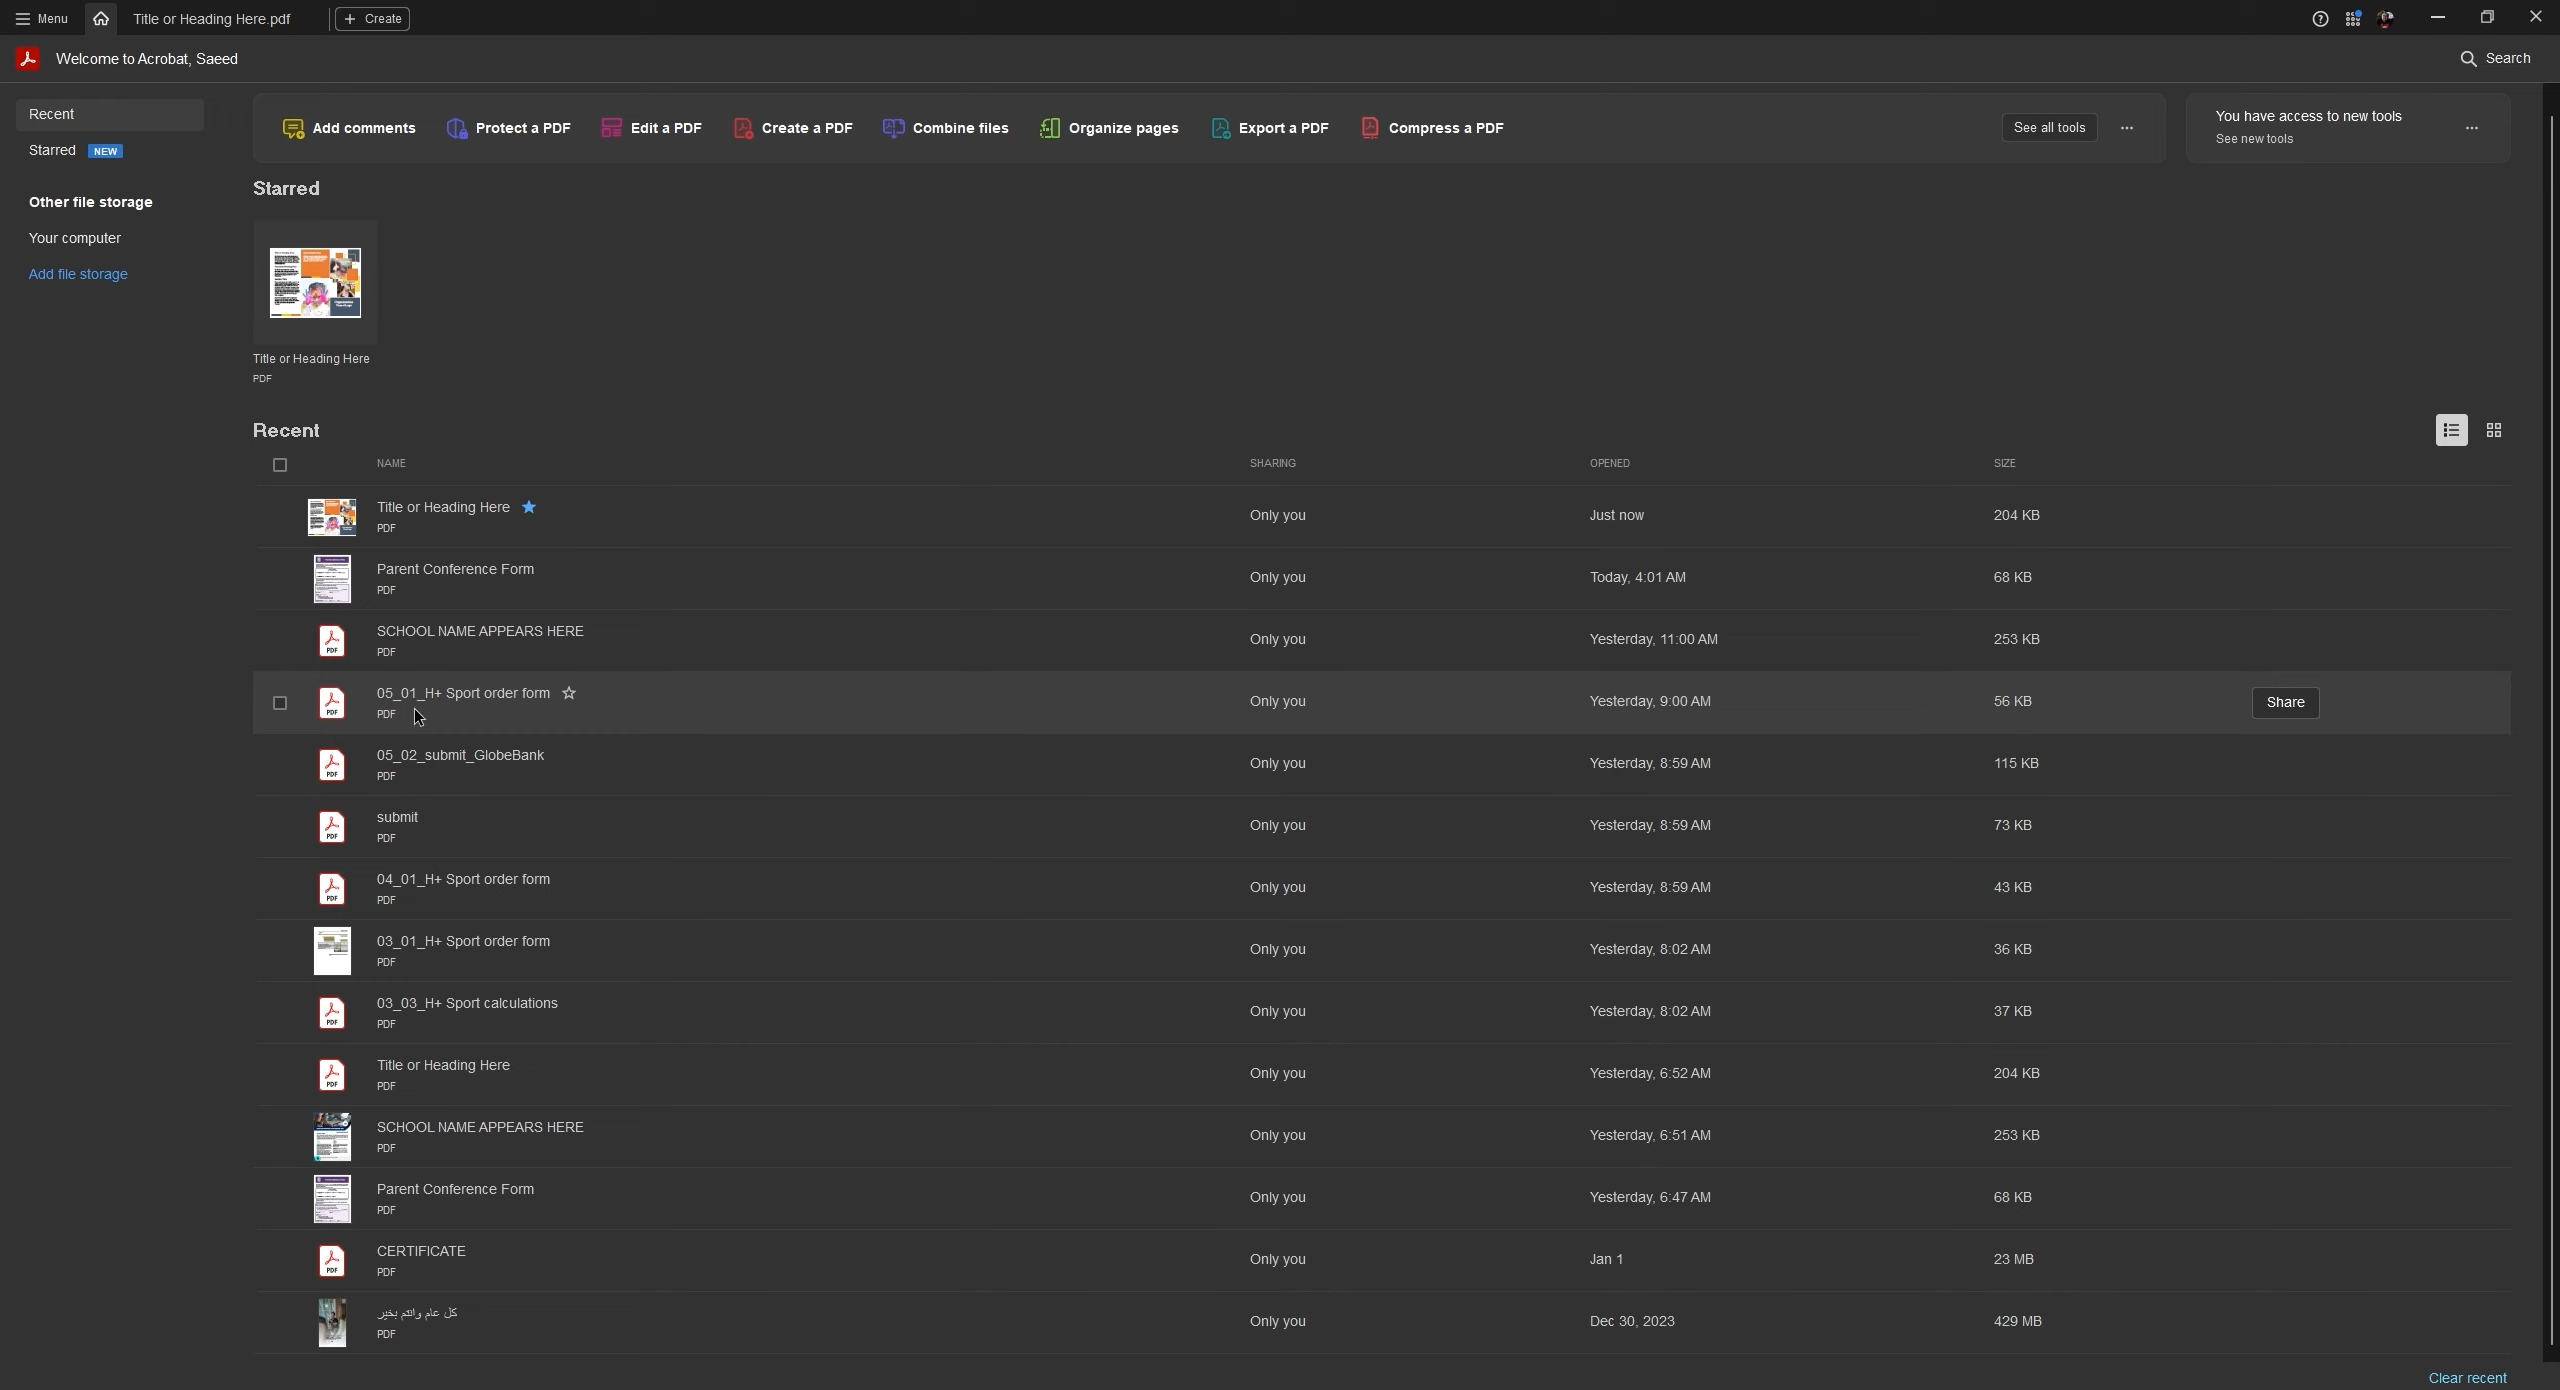 Menu
Title or Heading Here.pdf
Create
Welcome to Acrobat, Saeed
Search
Recent
Starred NEW
Other file storage
Your computer
Add file storage
Add comments Protect a PDF Edit a PDF Create a PDF Combine files Organize pages Export a PDF Compress a PDF See all tools
You have access to new tools
See new tools
Starred
Title or Heading Here
PDF
Recent
NAME SHARING OPENED SIZE
Title or Heading Here Only you Just now 204 KB
PDF
Parent Conference Form Only you Today, 4:01 AM 68 KB
PDF
SCHOOL NAME APPEARS HERE Only you Yesterday, 11:00 AM 253 KB
PDF
05_01_H+ Sport order form Only you Yesterday, 9:00 AM 56 KB Share
PDF
05_02_submit_GlobeBank Only you Yesterday, 8:59 AM 115 KB
PDF
submit Only you Yesterday, 8:59 AM 73 KB
PDF
04_01_H+ Sport order form Only you Yesterday, 8:59 AM 43 KB
PDF
03_01_H+ Sport order form Only you Yesterday, 8:02 AM 36 KB
PDF
03_03_H+ Sport calculations Only you Yesterday, 8:02 AM 37 KB
PDF
Title or Heading Here Only you Yesterday, 6:52 AM 204 KB
PDF
SCHOOL NAME APPEARS HERE Only you Yesterday, 6:51 AM 253 KB
PDF
Parent Conference Form Only you Yesterday, 6:47 AM 68 KB
PDF
CERTIFICATE Only you Jan 1 23 MB
PDF
كل عام وانتم بخير Only you Dec 30, 2023 429 MB
PDF
Clear recent